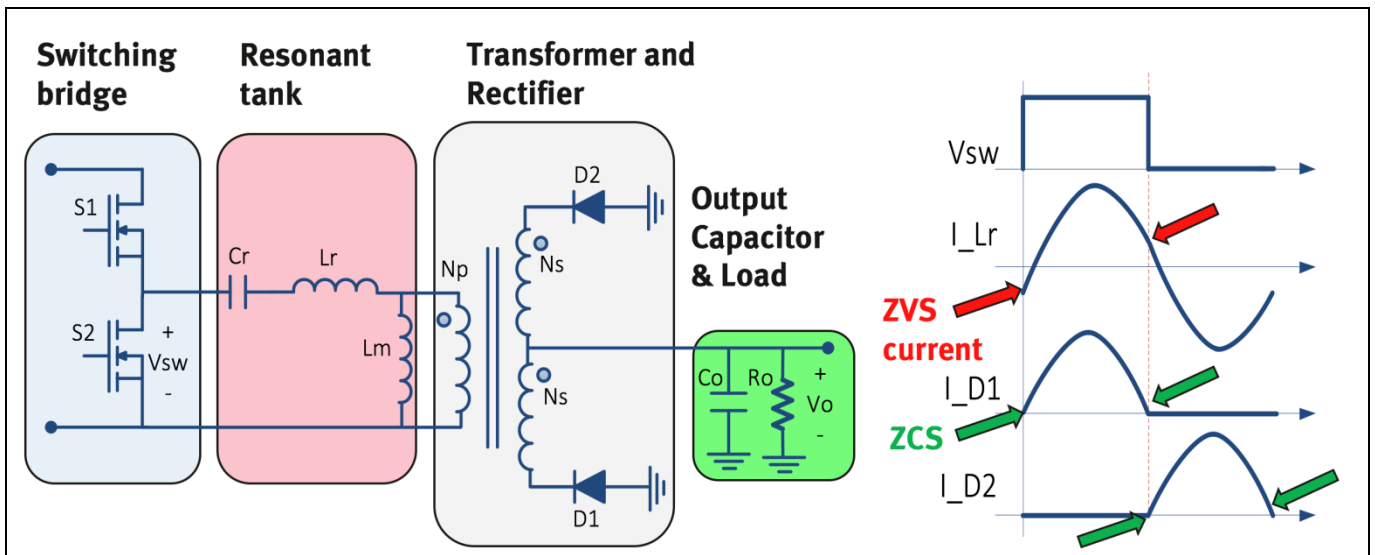 Switching
bridge
Resonant
tank
Transformer and
Rectifier
Output
Capacitor
& Load
S1
S2
+
Vsw
-
Cr
Lr
Lm
Np
D2
Ns
Ns
D1
Co
Ro
+
Vo
-
Vsw
I_Lr
ZVS
current
I_D1
ZCS
I_D2